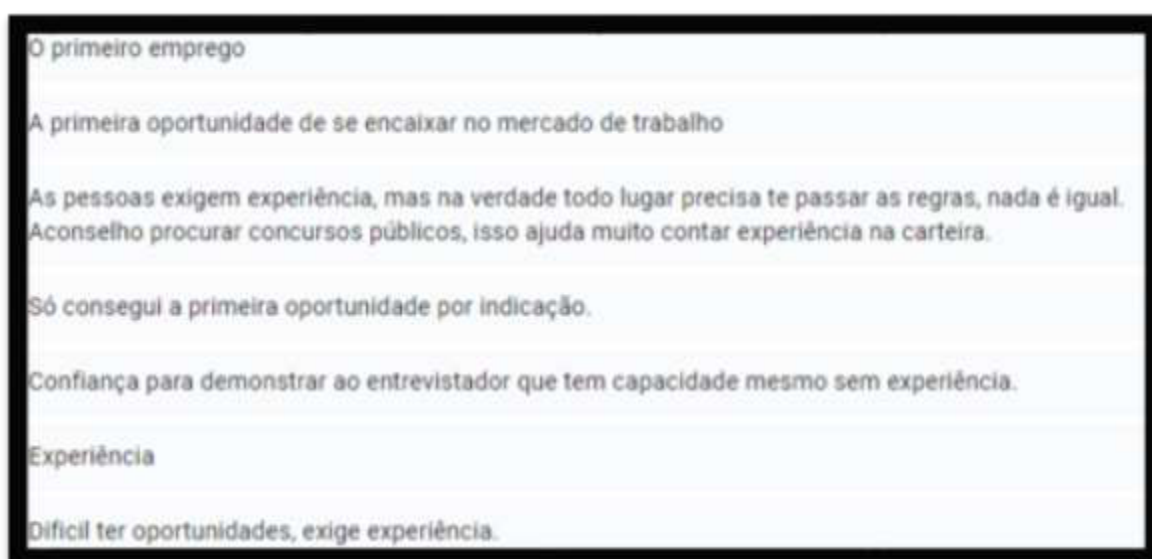 O primeiro emprego
A primeira oportunidade de se encaixar no mercado de trabalho
As pessoas exigem experiência, mas na verdade todo lugar precisa te passar as regras, nada é igual.
Aconselho procurar concursos públicos, isso ajuda muito contar experiência na carteira.
Só consegui a primeira oportunidade por indicação.
Confiança para demonstrar ao entrevistador que tem capacidade mesmo sem experiência.
Experiência
Dificil ter oportunidades, exige experiência.